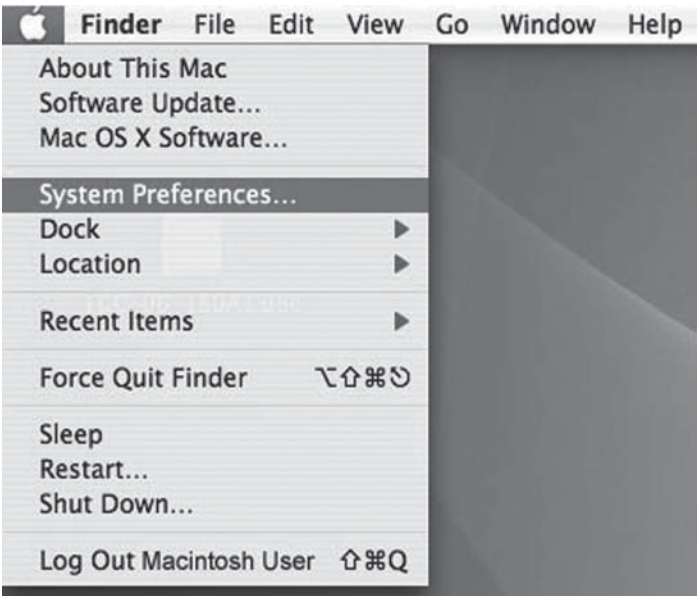 Finder File Edit View Go Window Help
About This Mac
Software Update...
Mac OS X Software...
System Preferences...
Dock
Location
Recent Items
Force Quit Finder ⌥⇧⌘⎋
Sleep
Restart...
Shut Down...
Log Out Macintosh User ⇧⌘Q